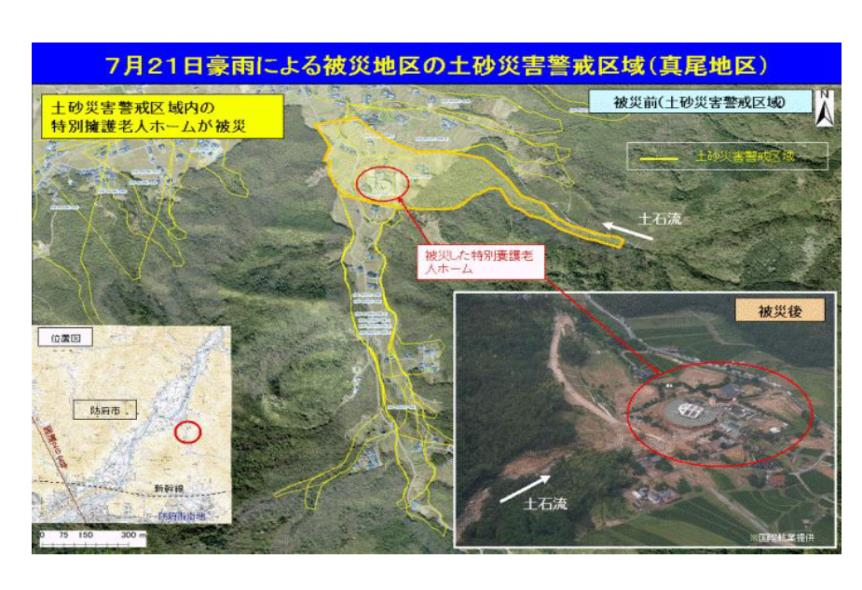 7月21日豪雨による被災地区の土砂災害警戒区域(真尾地区)
土砂災害警戒区域内の
特別擁護老人ホームが被災
被災前(土砂災害警戒区域)
N
土砂災害警戒区域
土石流
被災した特別養護老
人ホーム
被災後
位置図
防府市
新幹線
土石流
※国際航業提供
0 75 150 300 m